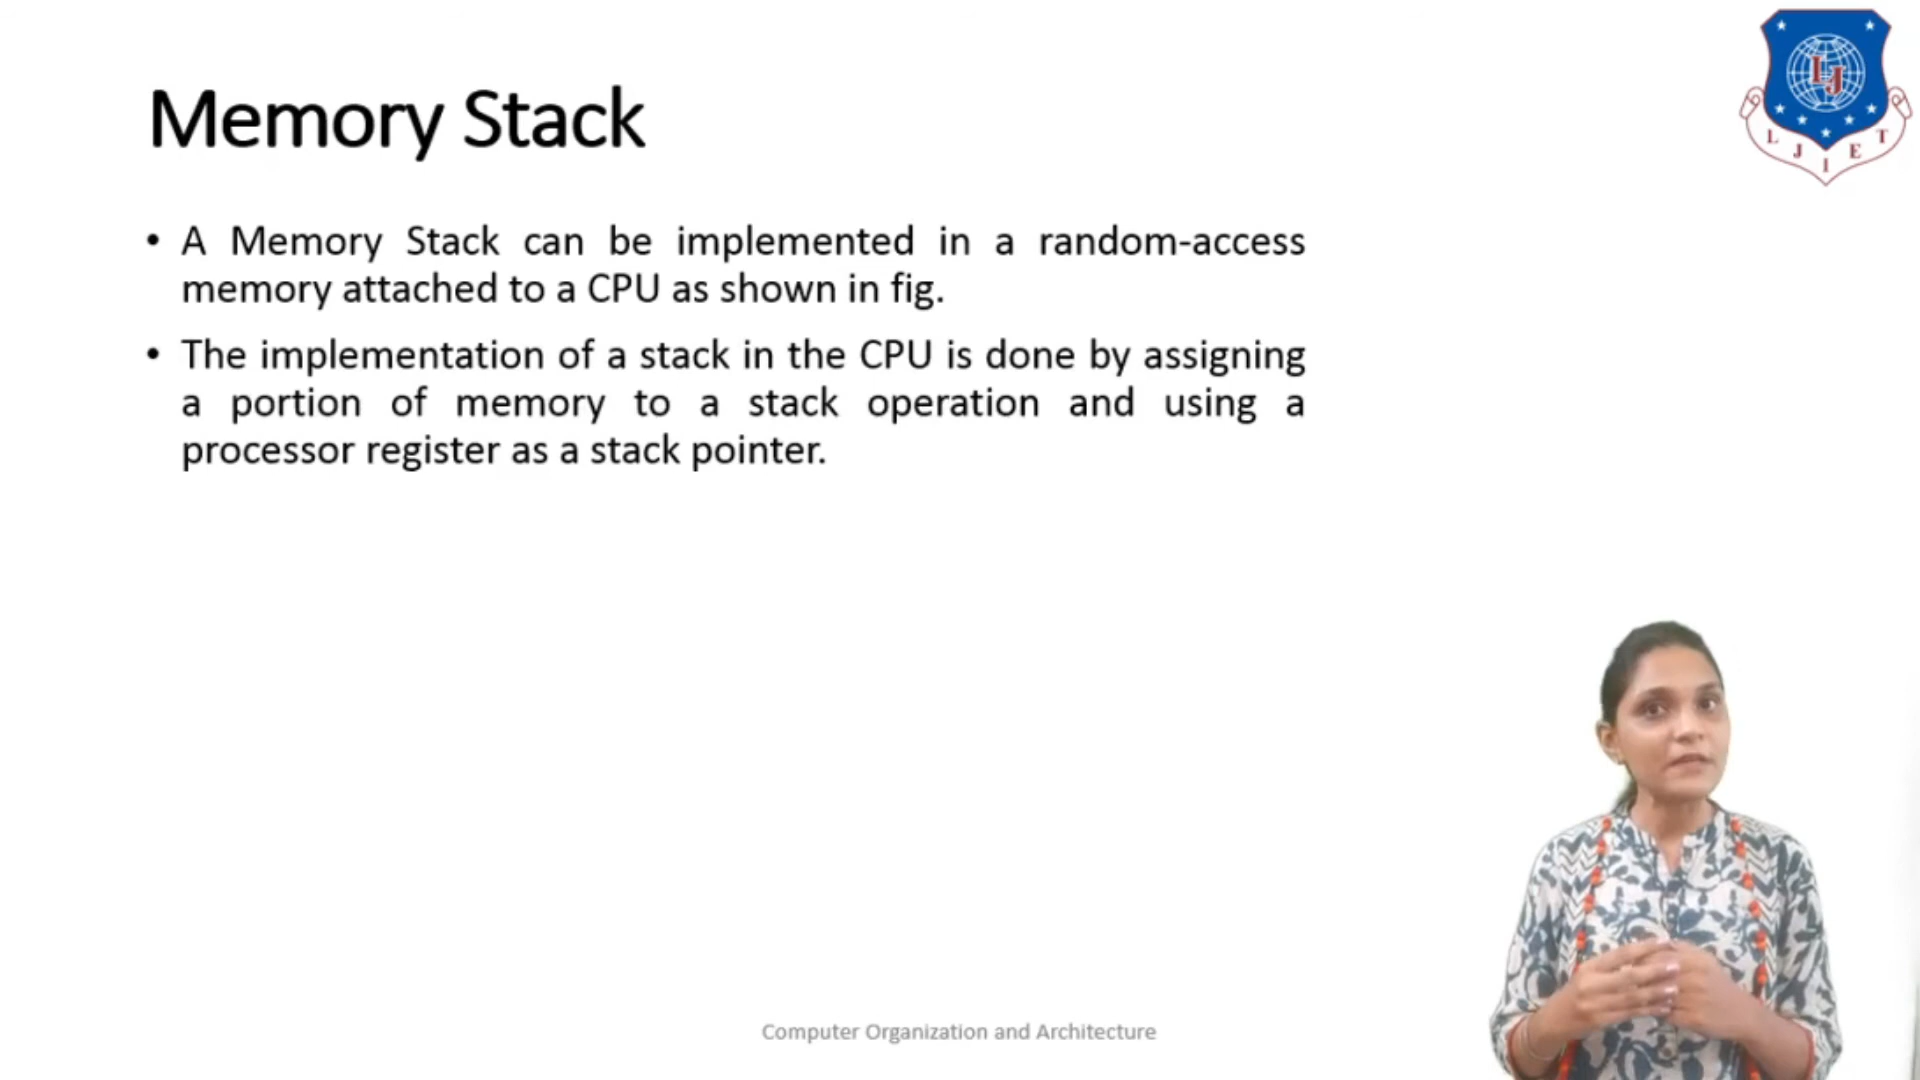 Memory Stack
LJ
L J I E T
• A Memory Stack can be implemented in a random-access
memory attached to a CPU as shown in fig.
• The implementation of a stack in the CPU is done by assigning
a portion of memory to a stack operation and using a
processor register as a stack pointer.
Computer Organization and Architecture